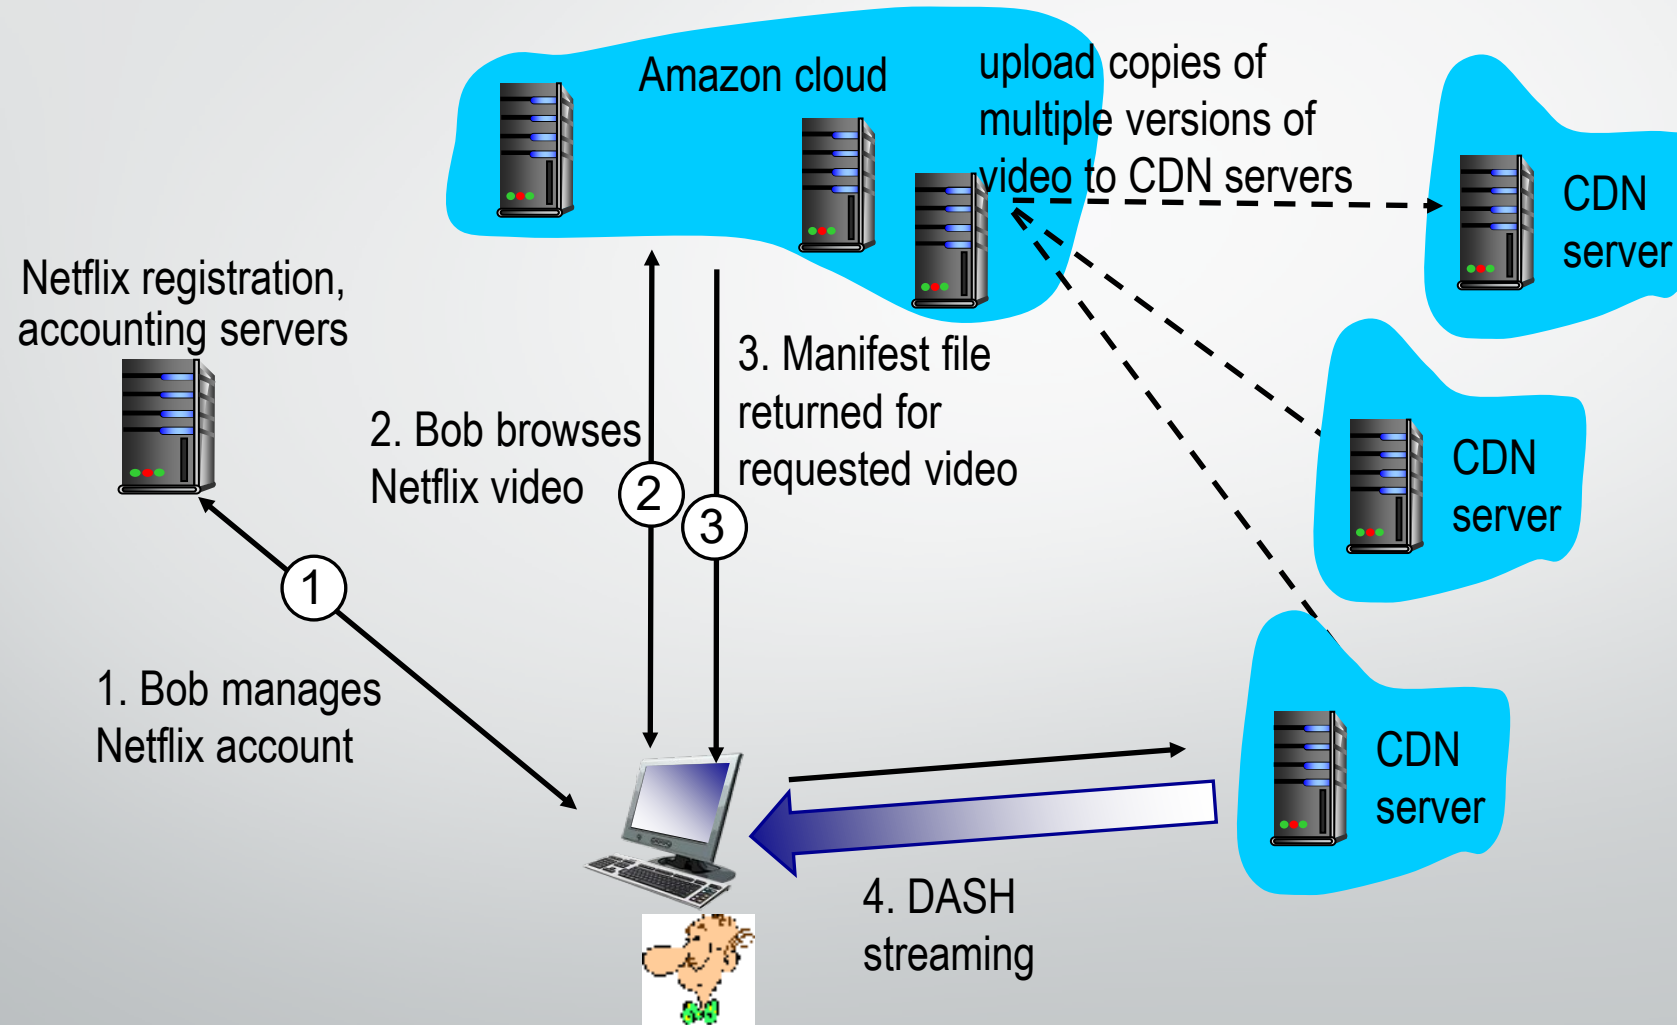 Amazon cloud
upload copies of
multiple versions of
video to CDN servers
CDN
server
Netflix registration,
accounting servers
3. Manifest file
returned for
requested video
2. Bob browses
Netflix video
2
3
CDN
server
1
1. Bob manages
Netflix account
CDN
server
4. DASH
streaming